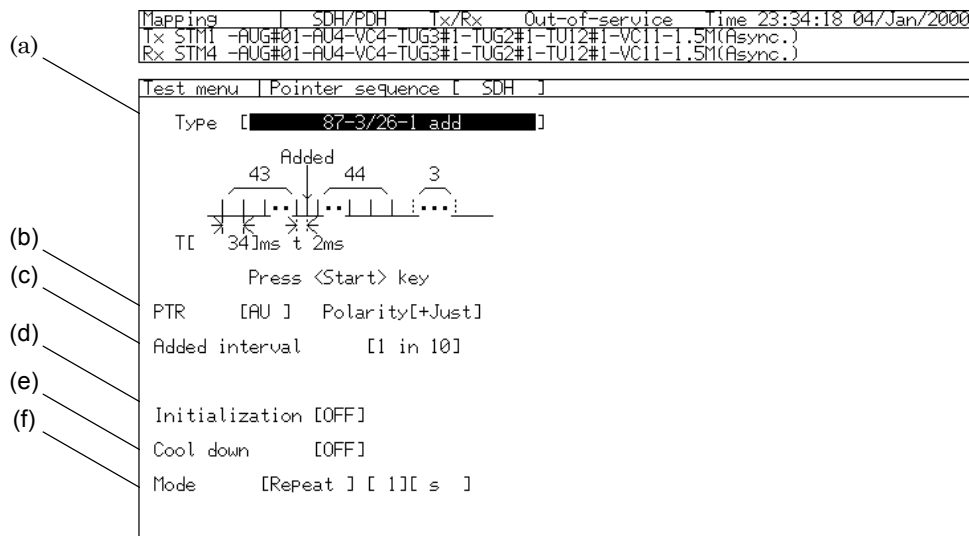 Mapping | SDH/PDH Tx/Rx Out-of-service Time 23:34:18 04/Jan/2000
Tx STM1 -AUG#01-AU4-VC4-TUG3#1-TUG2#1-TU12#1-VC11-1.5M(Async.)
Rx STM4 -AUG#01-AU4-VC4-TUG3#1-TUG2#1-TU12#1-VC11-1.5M(Async.)
(a)
Test menu | Pointer sequence [ SDH ]
Type [ 87-3/26-1 add ]
Added
43 44 3
T[ 34]ms t 2ms
Press <Start> key
(b)
PTR [AU ] Polarity[+Just]
(c)
Added interval [1 in 10]
(d)
Initialization [OFF]
(e)
Cool down [OFF]
(f)
Mode [Repeat ] [ 1][ s ]